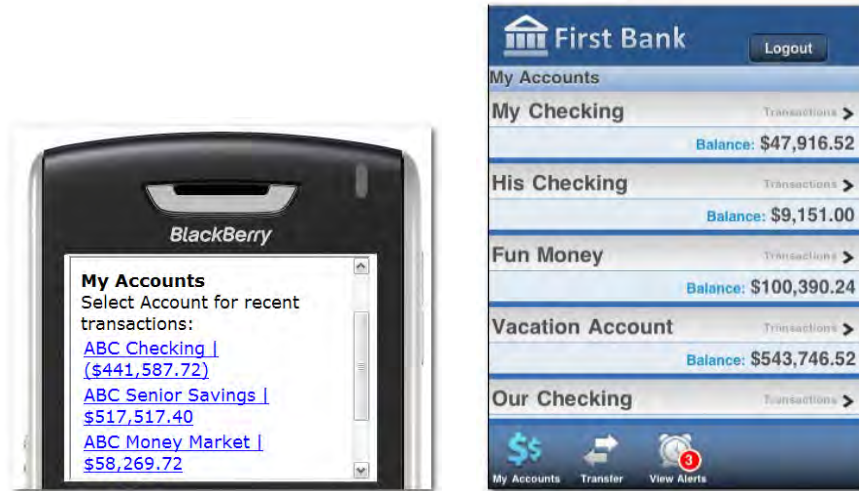 BlackBerry
My Accounts
Select Account for recent
transactions:
ABC Checking |
($441,587.72)
ABC Senior Savings |
$517,517.40
ABC Money Market |
$58,269.72
First Bank
Logout
My Accounts
My Checking Transactions
Balance: $47,916.52
His Checking Transactions
Balance: $9,151.00
Fun Money Transactions
Balance: $100,390.24
Vacation Account Transactions
Balance: $543,746.52
Our Checking Transactions
$$ 3
My Accounts Transfer View Alerts